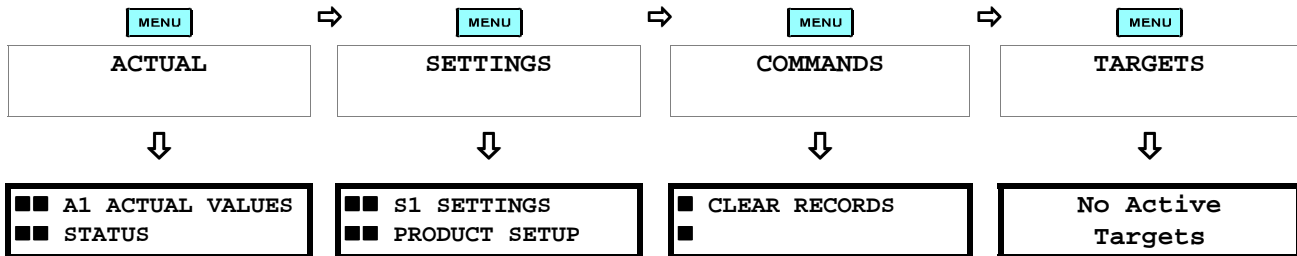 MENU ⇨ MENU ⇨ MENU ⇨ MENU
ACTUAL
SETTINGS
COMMANDS
TARGETS
⇩ ⇩ ⇩ ⇩
■■ A1 ACTUAL VALUES
■■ STATUS
■■ S1 SETTINGS
■■ PRODUCT SETUP
■ CLEAR RECORDS
■
No Active
Targets